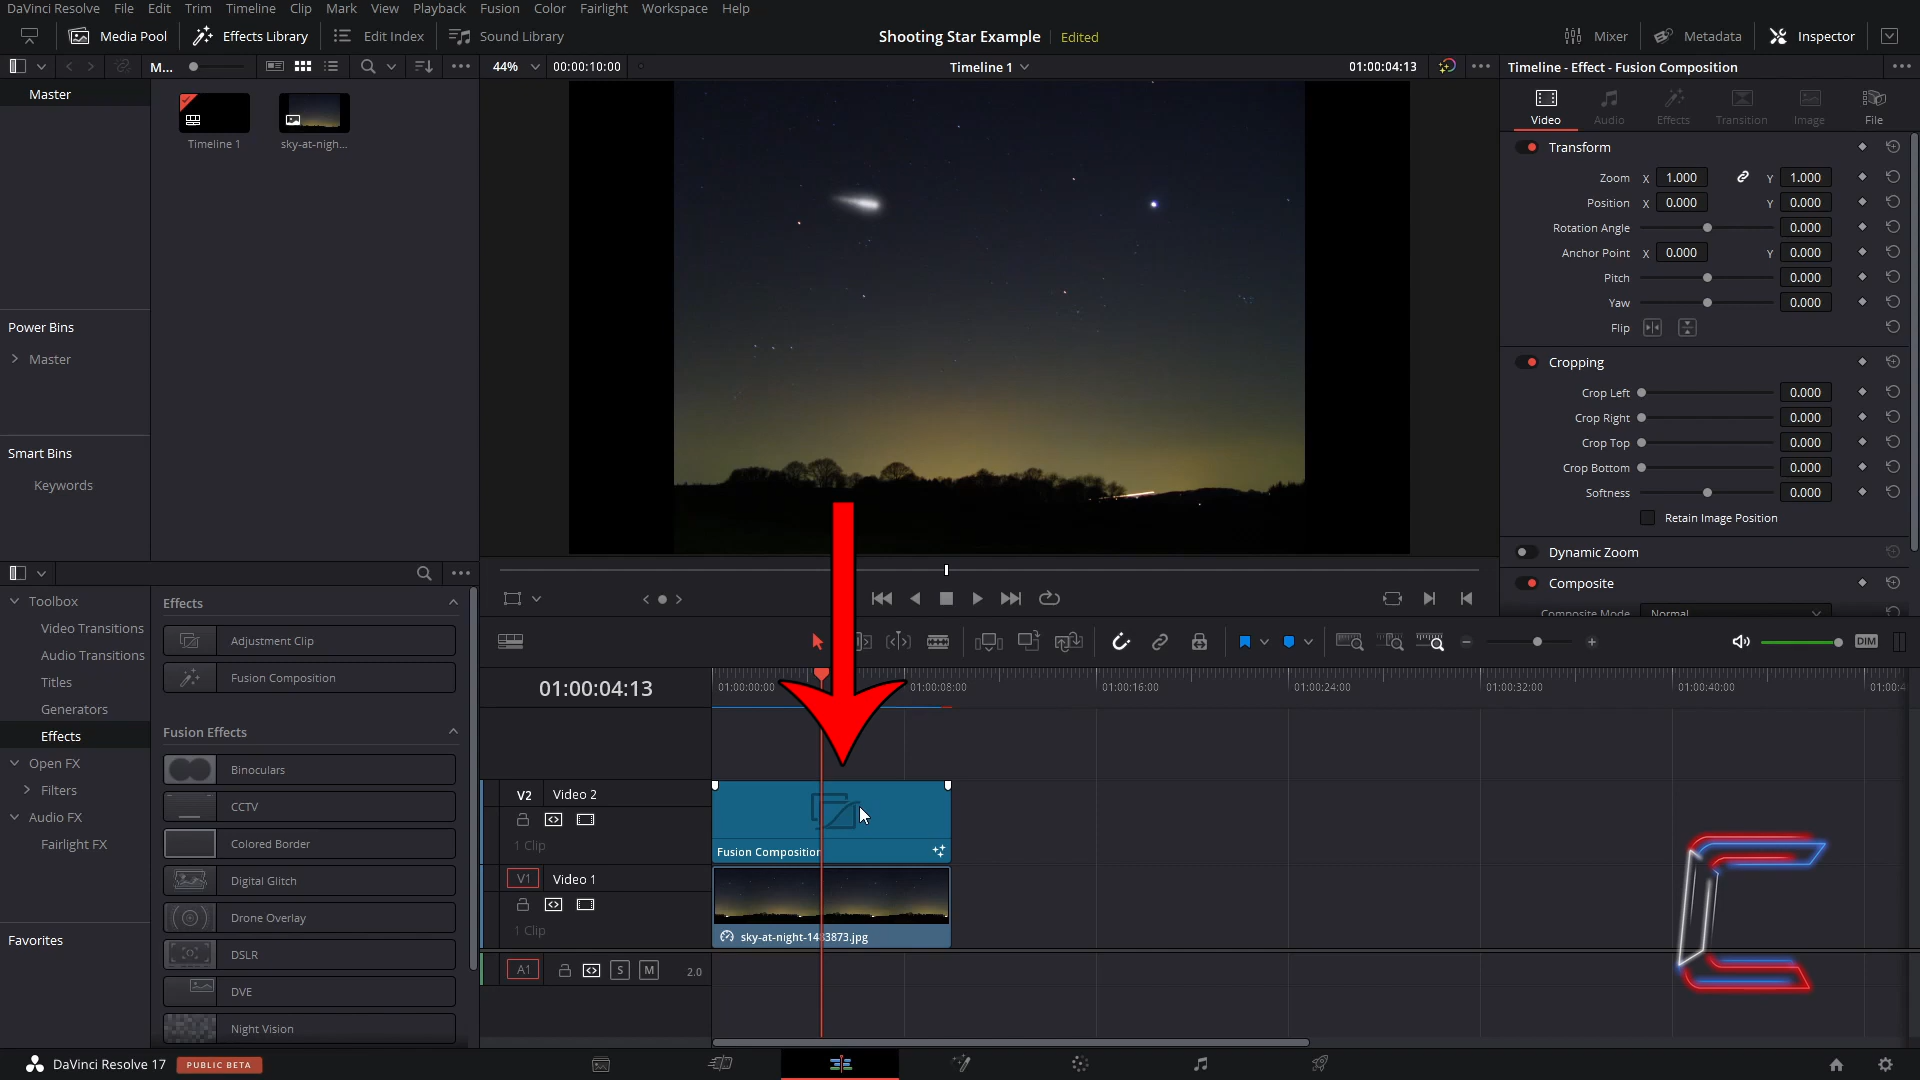 DaVinci Resolve File Edit Trim Timeline Clip Mark View Playback Fusion Color Fairlight Workspace Help
Media Pool Effects Library Edit Index Sound Library Shooting Star Example Edited Mixer Metadata Inspector
M... 44% 00:00:10:00 Timeline 1 01:00:04:13 Timeline - Effect - Fusion Composition
Master
Timeline 1 sky-at-nigh...
Power Bins
Master
Smart Bins
Keywords
Video Audio Effects Transition Image File
Transform
Zoom X 1.000 Y 1.000
Position X 0.000 Y 0.000
Rotation Angle 0.000
Anchor Point X 0.000 Y 0.000
Pitch 0.000
Yaw 0.000
Flip
Cropping
Crop Left 0.000
Crop Right 0.000
Crop Top 0.000
Crop Bottom 0.000
Softness 0.000
Retain Image Position
Dynamic Zoom
Composite
Composite Mode Normal
Toolbox
Video Transitions
Audio Transitions
Titles
Generators
Effects
Open FX
Filters
Audio FX
Fairlight FX
Favorites
Effects
Adjustment Clip
Fusion Composition
Fusion Effects
Binoculars
CCTV
Colored Border
Digital Glitch
Drone Overlay
DSLR
DVE
Night Vision
DIM
01:00:04:13 01:00:00:00 01:00:08:00 01:00:16:00 01:00:24:00 01:00:32:00 01:00:40:00 01:00:4
V2 Video 2
1 Clip
Fusion Composition
V1 Video 1
1 Clip
sky-at-night-1483873.jpg
A1 S M 2.0
DaVinci Resolve 17 PUBLIC BETA